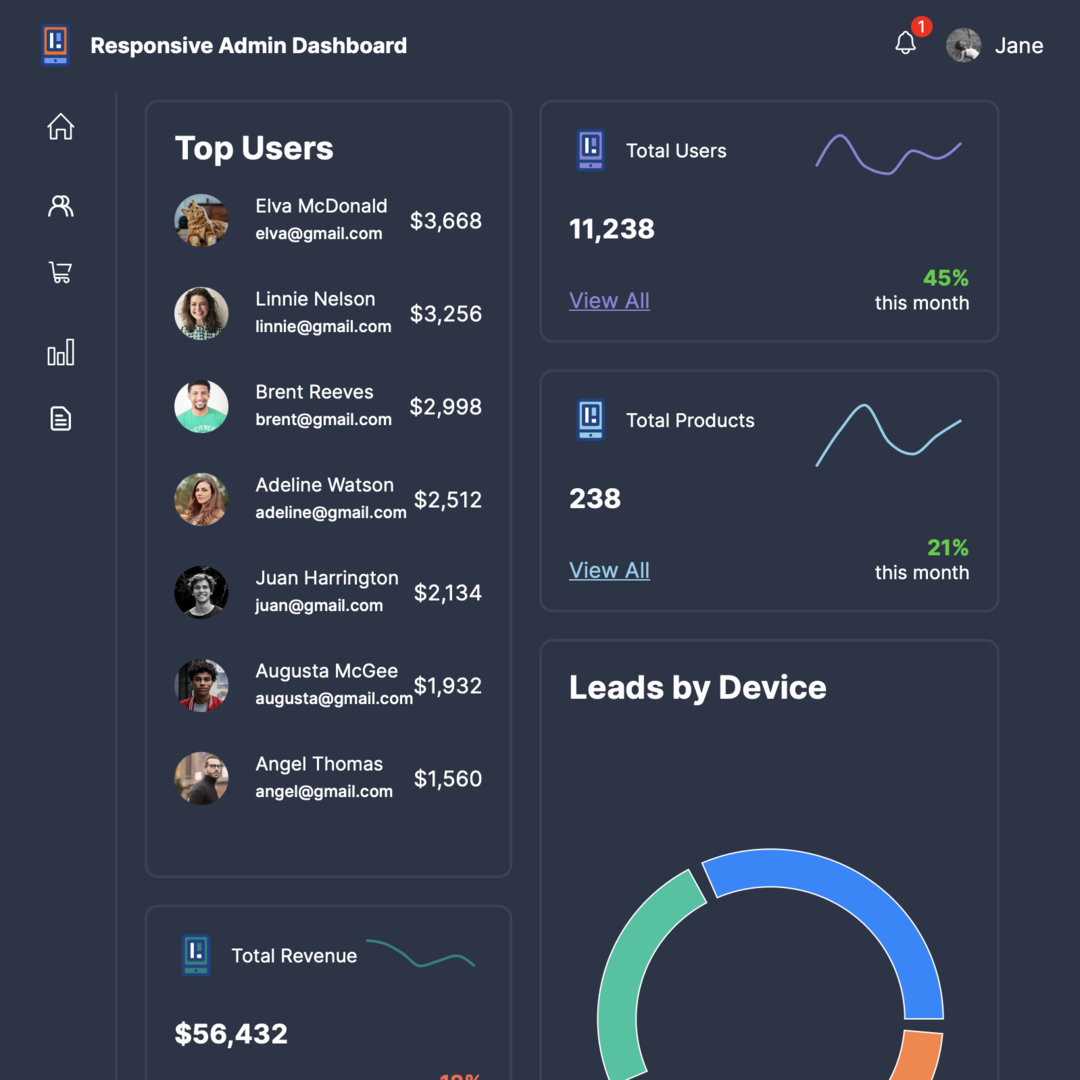 Responsive Admin Dashboard
1
Jane
Top Users
Elva McDonald
elva@gmail.com
$3,668
Linnie Nelson
linnie@gmail.com
$3,256
Brent Reeves
brent@gmail.com
$2,998
Adeline Watson
adeline@gmail.com
$2,512
Juan Harrington
juan@gmail.com
$2,134
Augusta McGee
augusta@gmail.com
$1,932
Angel Thomas
angel@gmail.com
$1,560
Total Revenue
$56,432
Total Users
11,238
View All
45%
this month
Total Products
238
View All
21%
this month
Leads by Device